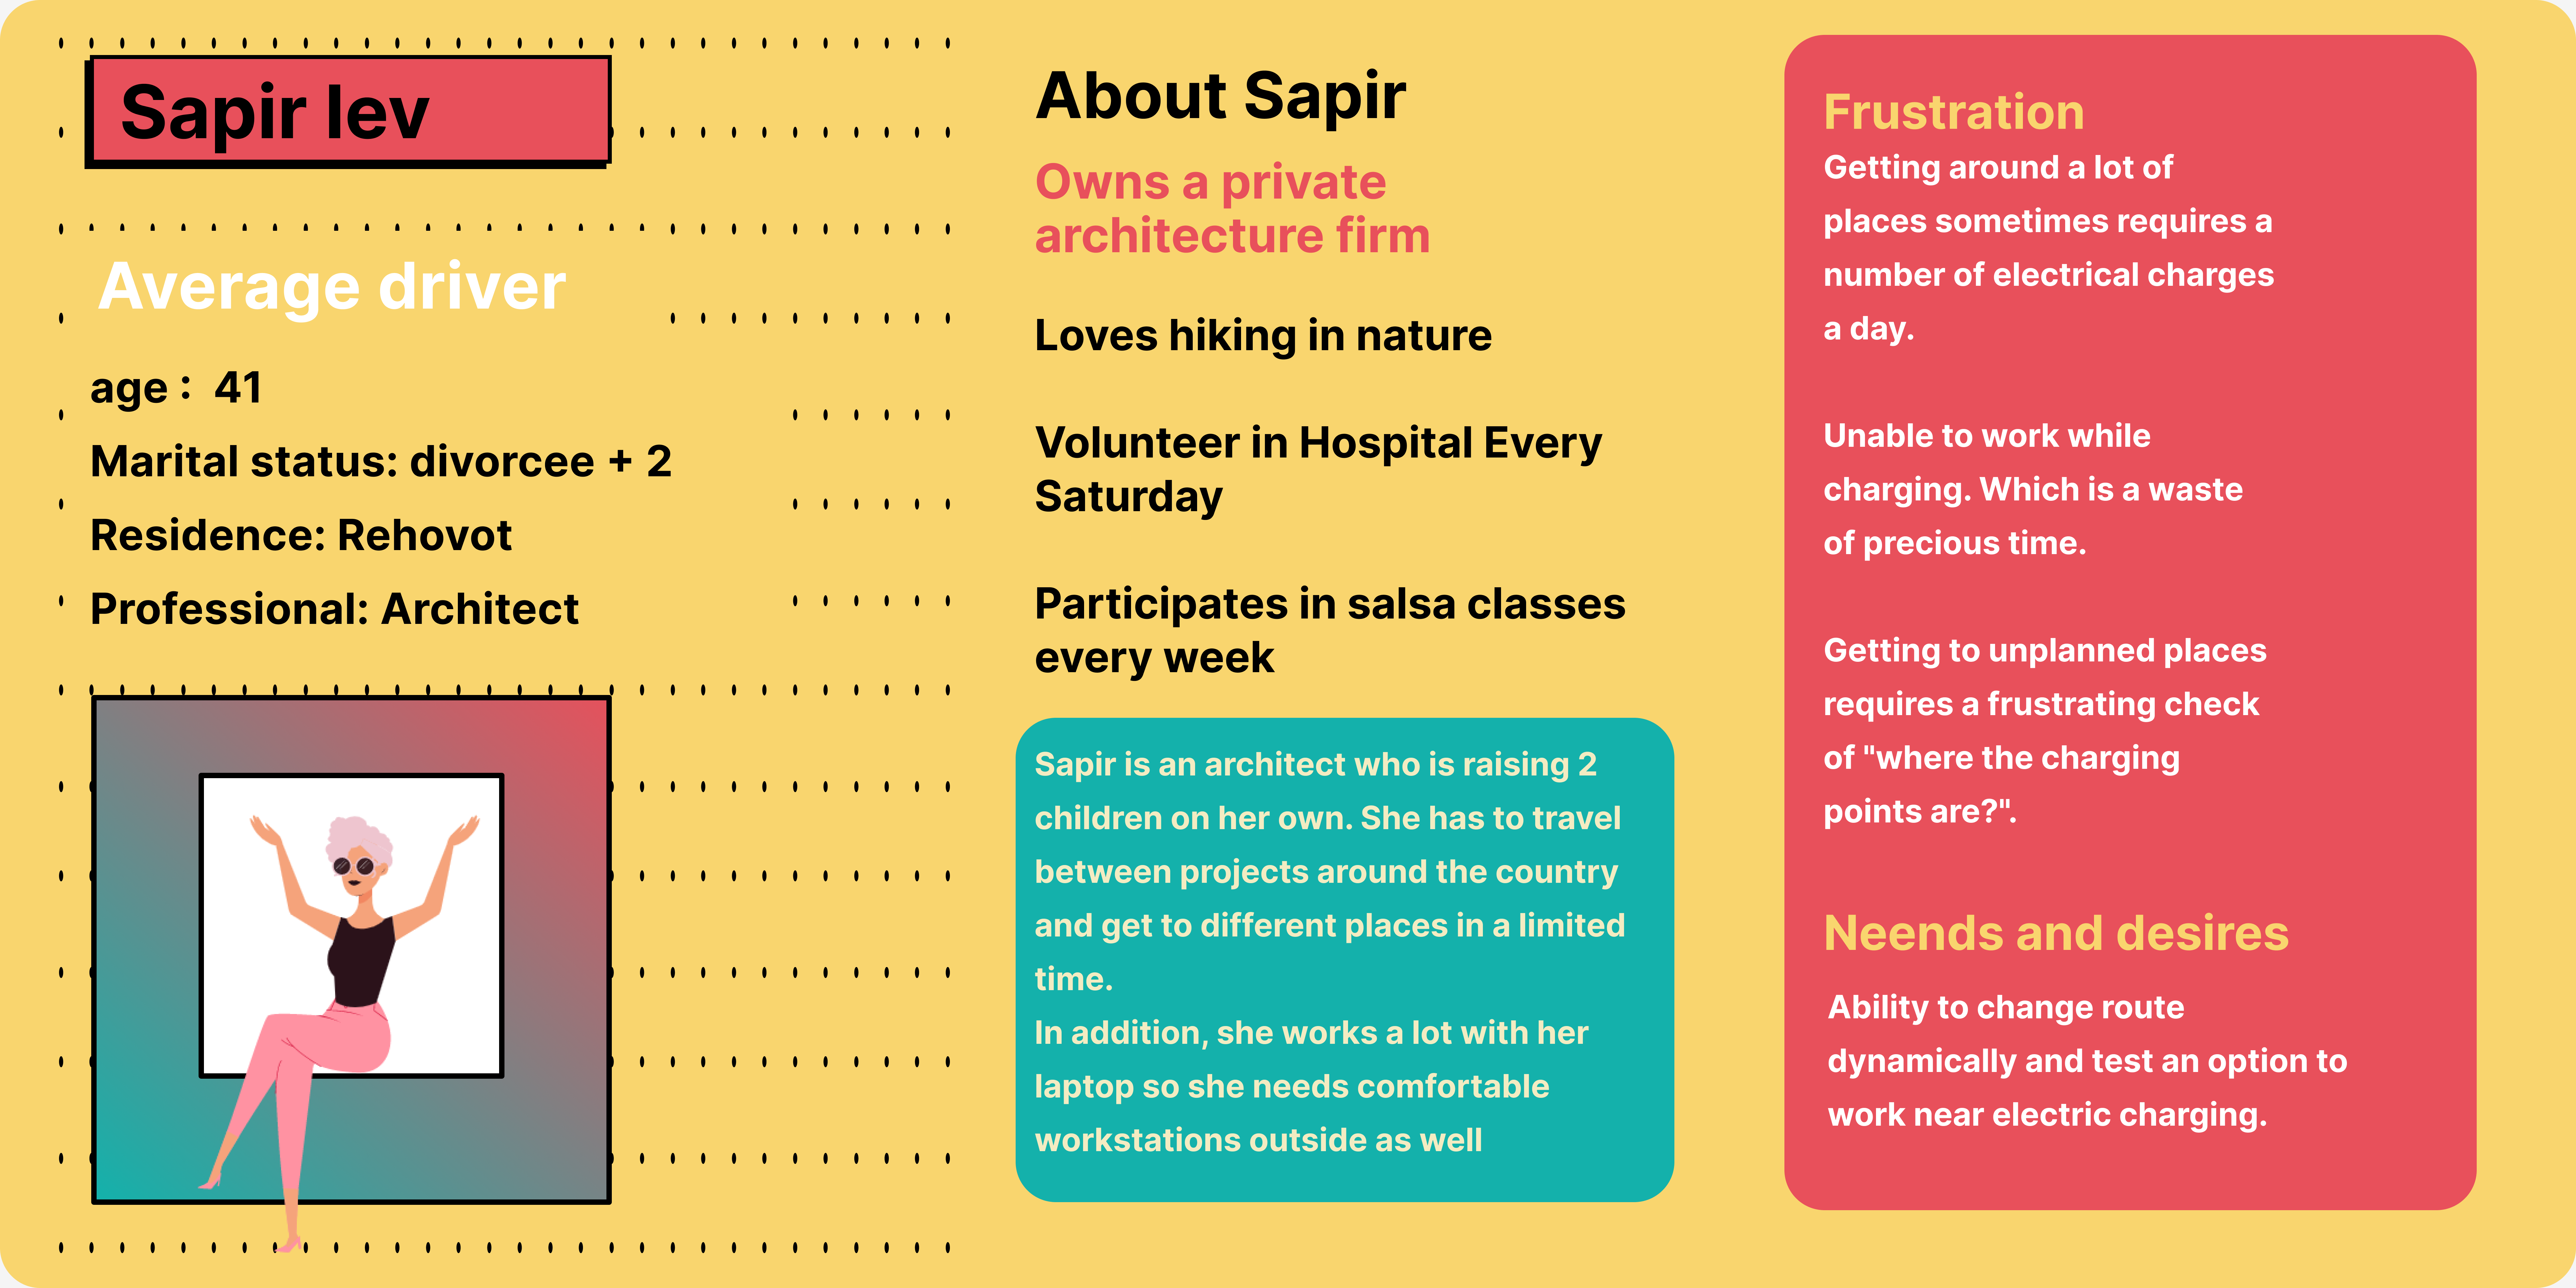 Sapir lev
Average driver
age :  41
Marital status: divorcee + 2
Residence: Rehovot
Professional: Architect
About Sapir
Owns a private
architecture firm
Loves hiking in nature
Volunteer in Hospital Every
Saturday
Participates in salsa classes
every week
Sapir is an architect who is raising 2
children on her own. She has to travel
between projects around the country
and get to different places in a limited
time.
In addition, she works a lot with her
laptop so she needs comfortable
workstations outside as well
Frustration
Getting around a lot of
places sometimes requires a
number of electrical charges
a day.
Unable to work while
charging. Which is a waste
of precious time.
Getting to unplanned places
requires a frustrating check
of "where the charging
points are?".
Neends and desires
Ability to change route
dynamically and test an option to
work near electric charging.